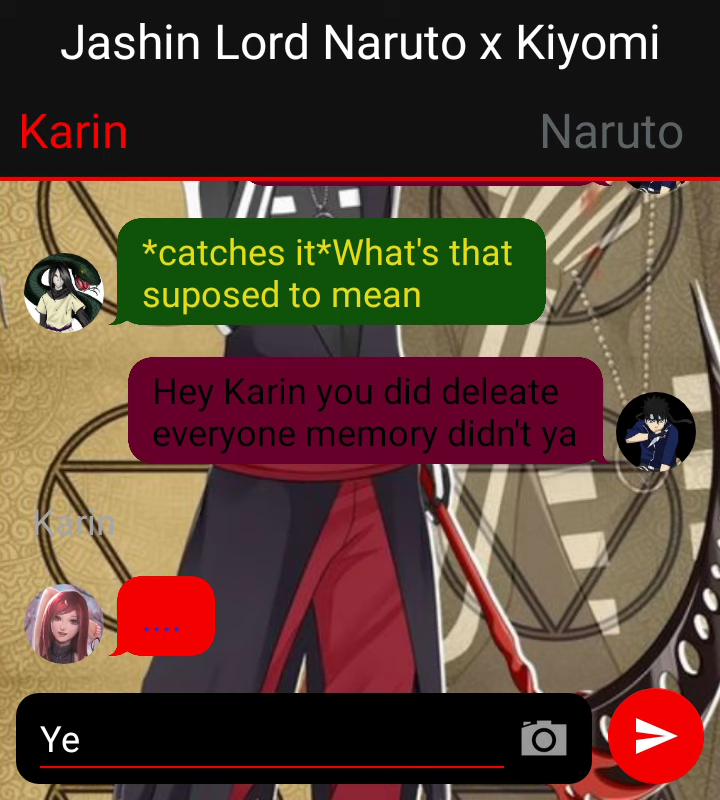 Jashin Lord Naruto x Kiyomi
Karin
Naruto
*catches it*What's that
suposed to mean
Hey Karin you did deleate
everyone memory didn't ya
Karin
....
Ye